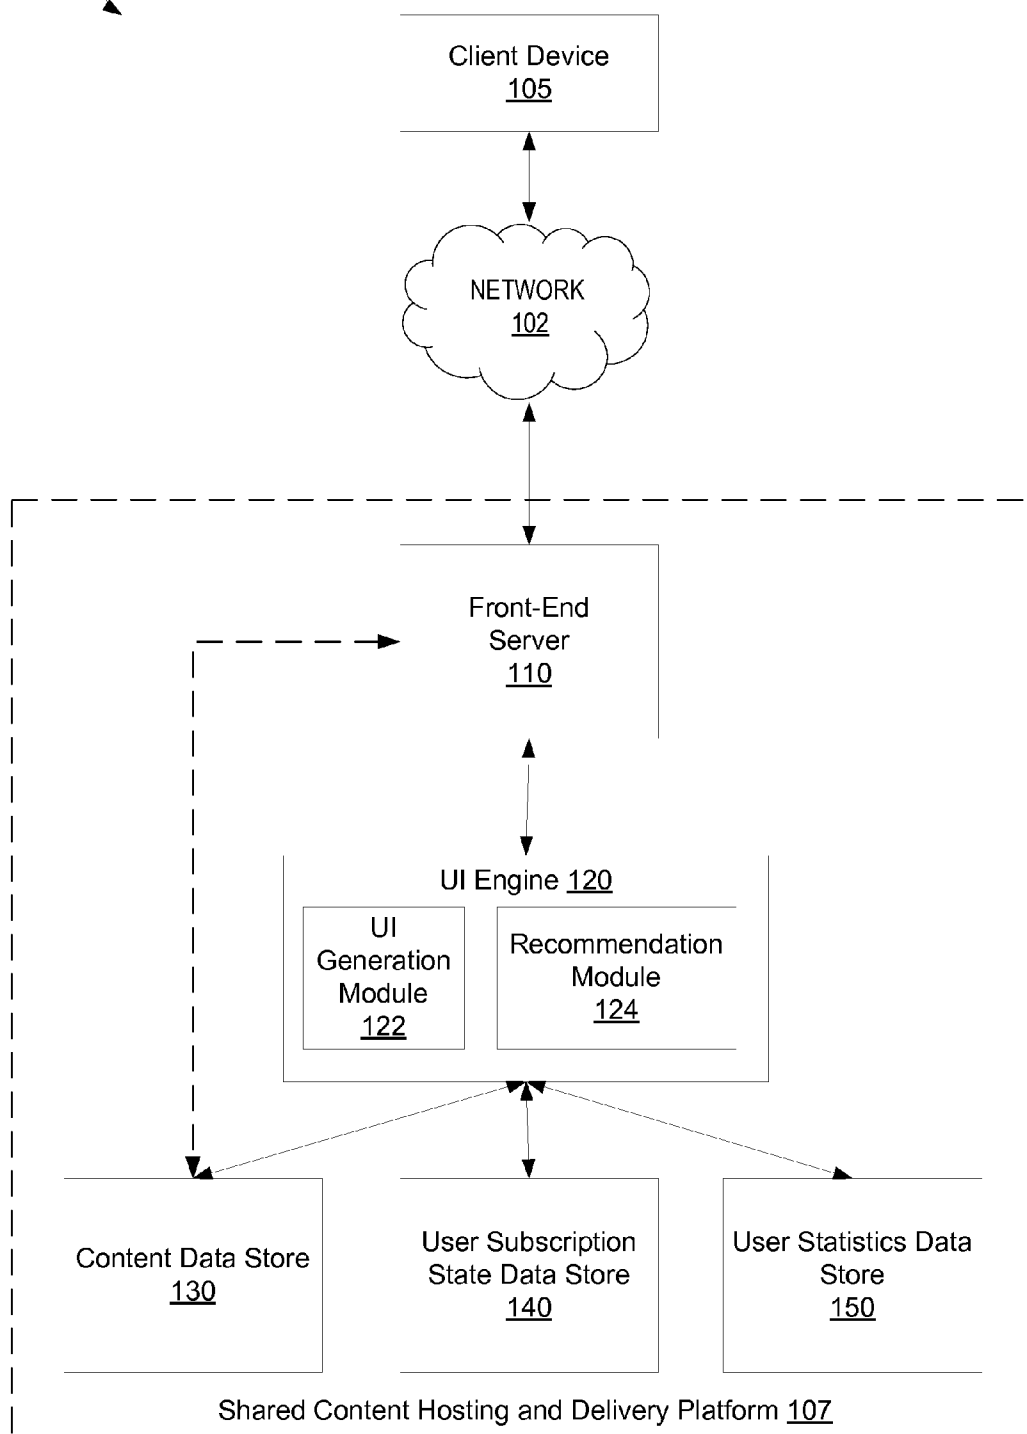 Client Device
105
NETWORK
102
Front-End
Server
110
UI Engine 120
UI
Generation
Module
122
Recommendation
Module
124
Content Data Store
130
User Subscription
State Data Store
140
User Statistics Data
Store
150
Shared Content Hosting and Delivery Platform 107